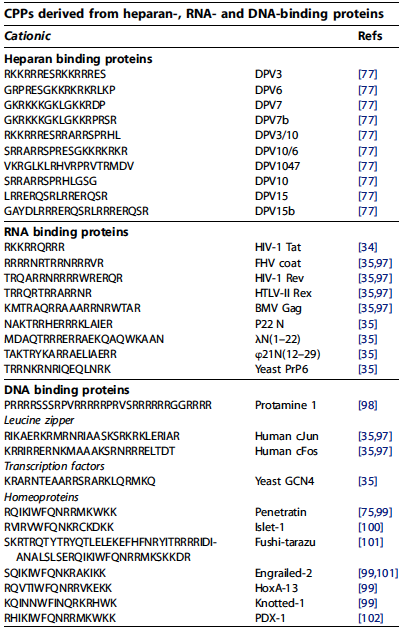 CPPs derived from heparan-, RNA- and DNA-binding proteins
Cationic Refs
Heparan binding proteins
RKKRRRESRKKRRRES DPV3 [77]
GRPRESGKKRKRKRLKP DPV6 [77]
GKRKKKGKLGKKRDP DPV7 [77]
GKRKKKGKLGKKRPRSR DPV7b [77]
RKKRRRESRRARRSPRHL DPV3/10 [77]
SRRARRSPRESGKKRKRKR DPV10/6 [77]
VKRGLKLRHVRPRVTRMDV DPV1047 [77]
SRRARRSPRHLGSG DPV10 [77]
LRRERQSRLRRERQSR DPV15 [77]
GAYDLRRRERQSRLRRRERQSR DPV15b [77]
RNA binding proteins
RKKRRQRRR HIV-1 Tat [34]
RRRRNRTRRNRRRVR FHV coat [35,97]
TRQARRNRRRRWRERQR HIV-1 Rev [35,97]
TRRQRTRRARRNR HTLV-II Rex [35,97]
KMTRAQRRAAARRNRWTAR BMV Gag [35,97]
NAKTRRHERRRKLAIER P22 N [35]
MDAQTRRRERRAEKQAQWKAAN λN(1–22) [35]
TAKTRYKARRAELIAERR φ21N(12–29) [35]
TRRNKRNRIQEQLNRK Yeast PrP6 [35]
DNA binding proteins
PRRRRSSSRPVRRRRRPRVSRRRRRRGGRRRR Protamine 1 [98]
Leucine zipper
RIKAERKRMRNRIAASKSRKRKLERIAR Human cJun [35,97]
KRRIRRERNKMAAAKSRNRRRELTDT Human cFos [35,97]
Transcription factors
KRARNTEAARRSRARKLQRMKQ Yeast GCN4 [35]
Homeoproteins
RQIKIWFQNRRMKWKK Penetratin [75,99]
RVIRVWFQNKRCKDKK Islet-1 [100]
SKRTRQTYTRYQTLELEKEFHFNRYITRRRRIDI- Fushi-tarazu [101]
ANALSLSERQIKIWFQNRRMKSKKDR
SQIKIWFQNKRAKIKK Engrailed-2 [99,101]
RQVTIWFQNRRVKEKK HoxA-13 [99]
KQINNWFINQRKRHWK Knotted-1 [99]
RHIKIWFQNRRMKWKK PDX-1 [102]